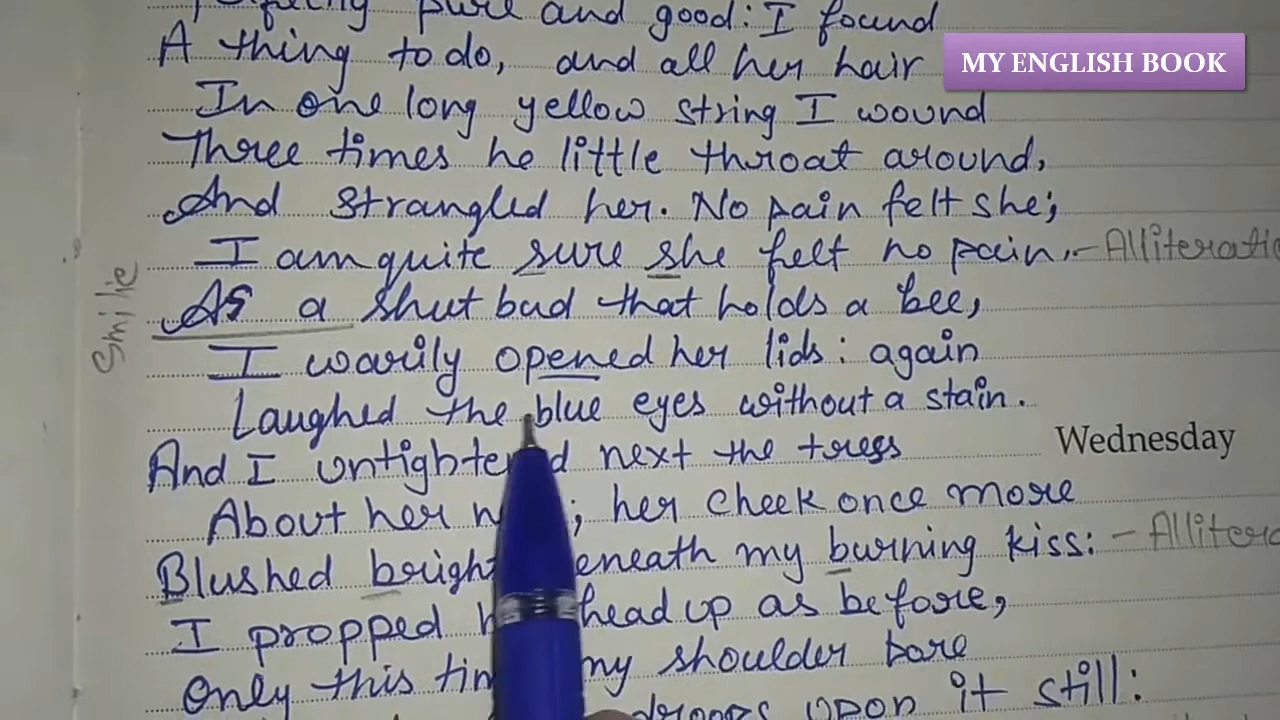 pure and good: I found
A thing to do, and all her hair
MY ENGLISH BOOK
In one long yellow string I wound
Three times he little throat around,
And strangled her. No pain felt she;
I am quite sure she felt no pain. - Alliteratio
Smilie
As a shut bud that holds a bee,
I warily opened her lids: again
Laughed the blue eyes without a stain.
And I untightened next the tress
Wednesday
About her ; her cheek once more
Blushed bright beneath my burning kiss: - Allitera
I propped head up as before,
Only this my shoulder bore
droops upon it still: